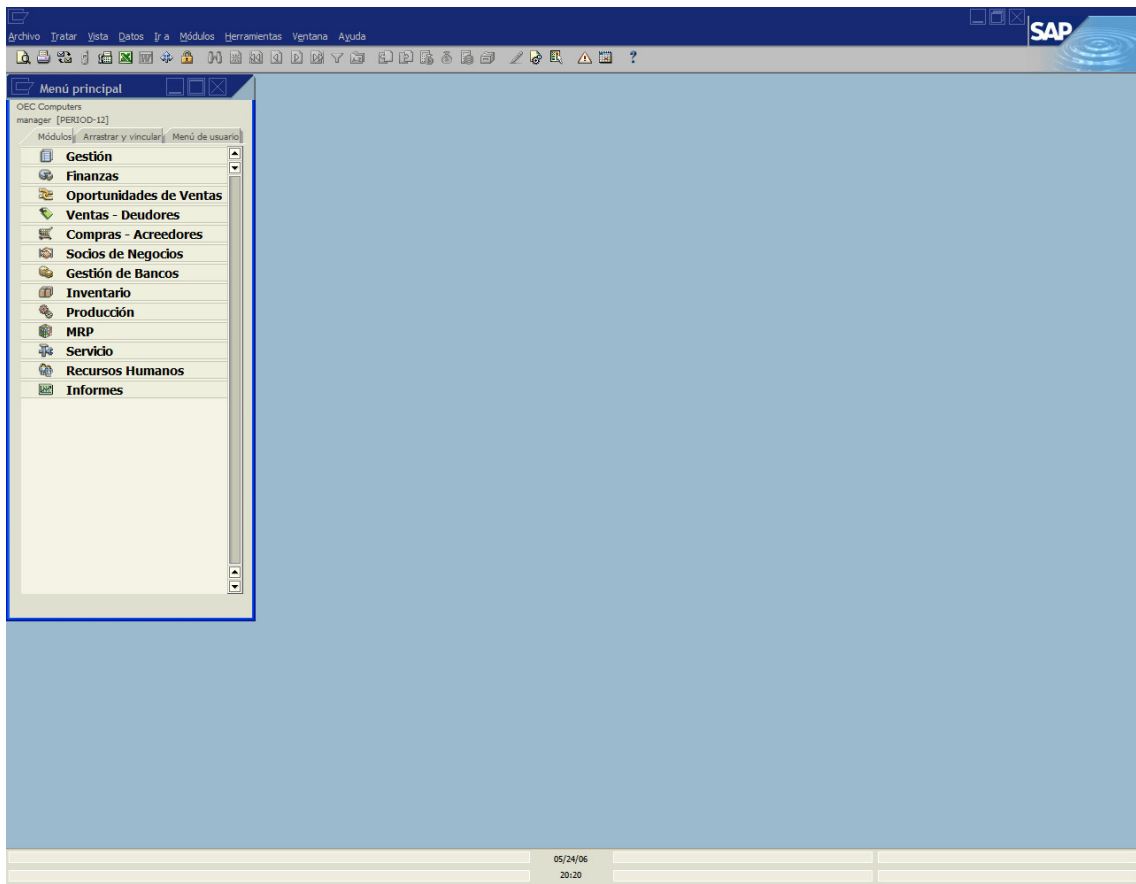 Archivo Tratar Vista Datos Ir a Módulos Herramientas Ventana Ayuda
SAP
Menú principal
OEC Computers
manager [PERIOD-12]
Módulos Arrastrar y vincular Menú de usuario
Gestión
Finanzas
Oportunidades de Ventas
Ventas - Deudores
Compras - Acreedores
Socios de Negocios
Gestión de Bancos
Inventario
Producción
MRP
Servicio
Recursos Humanos
Informes
05/24/06
20:20